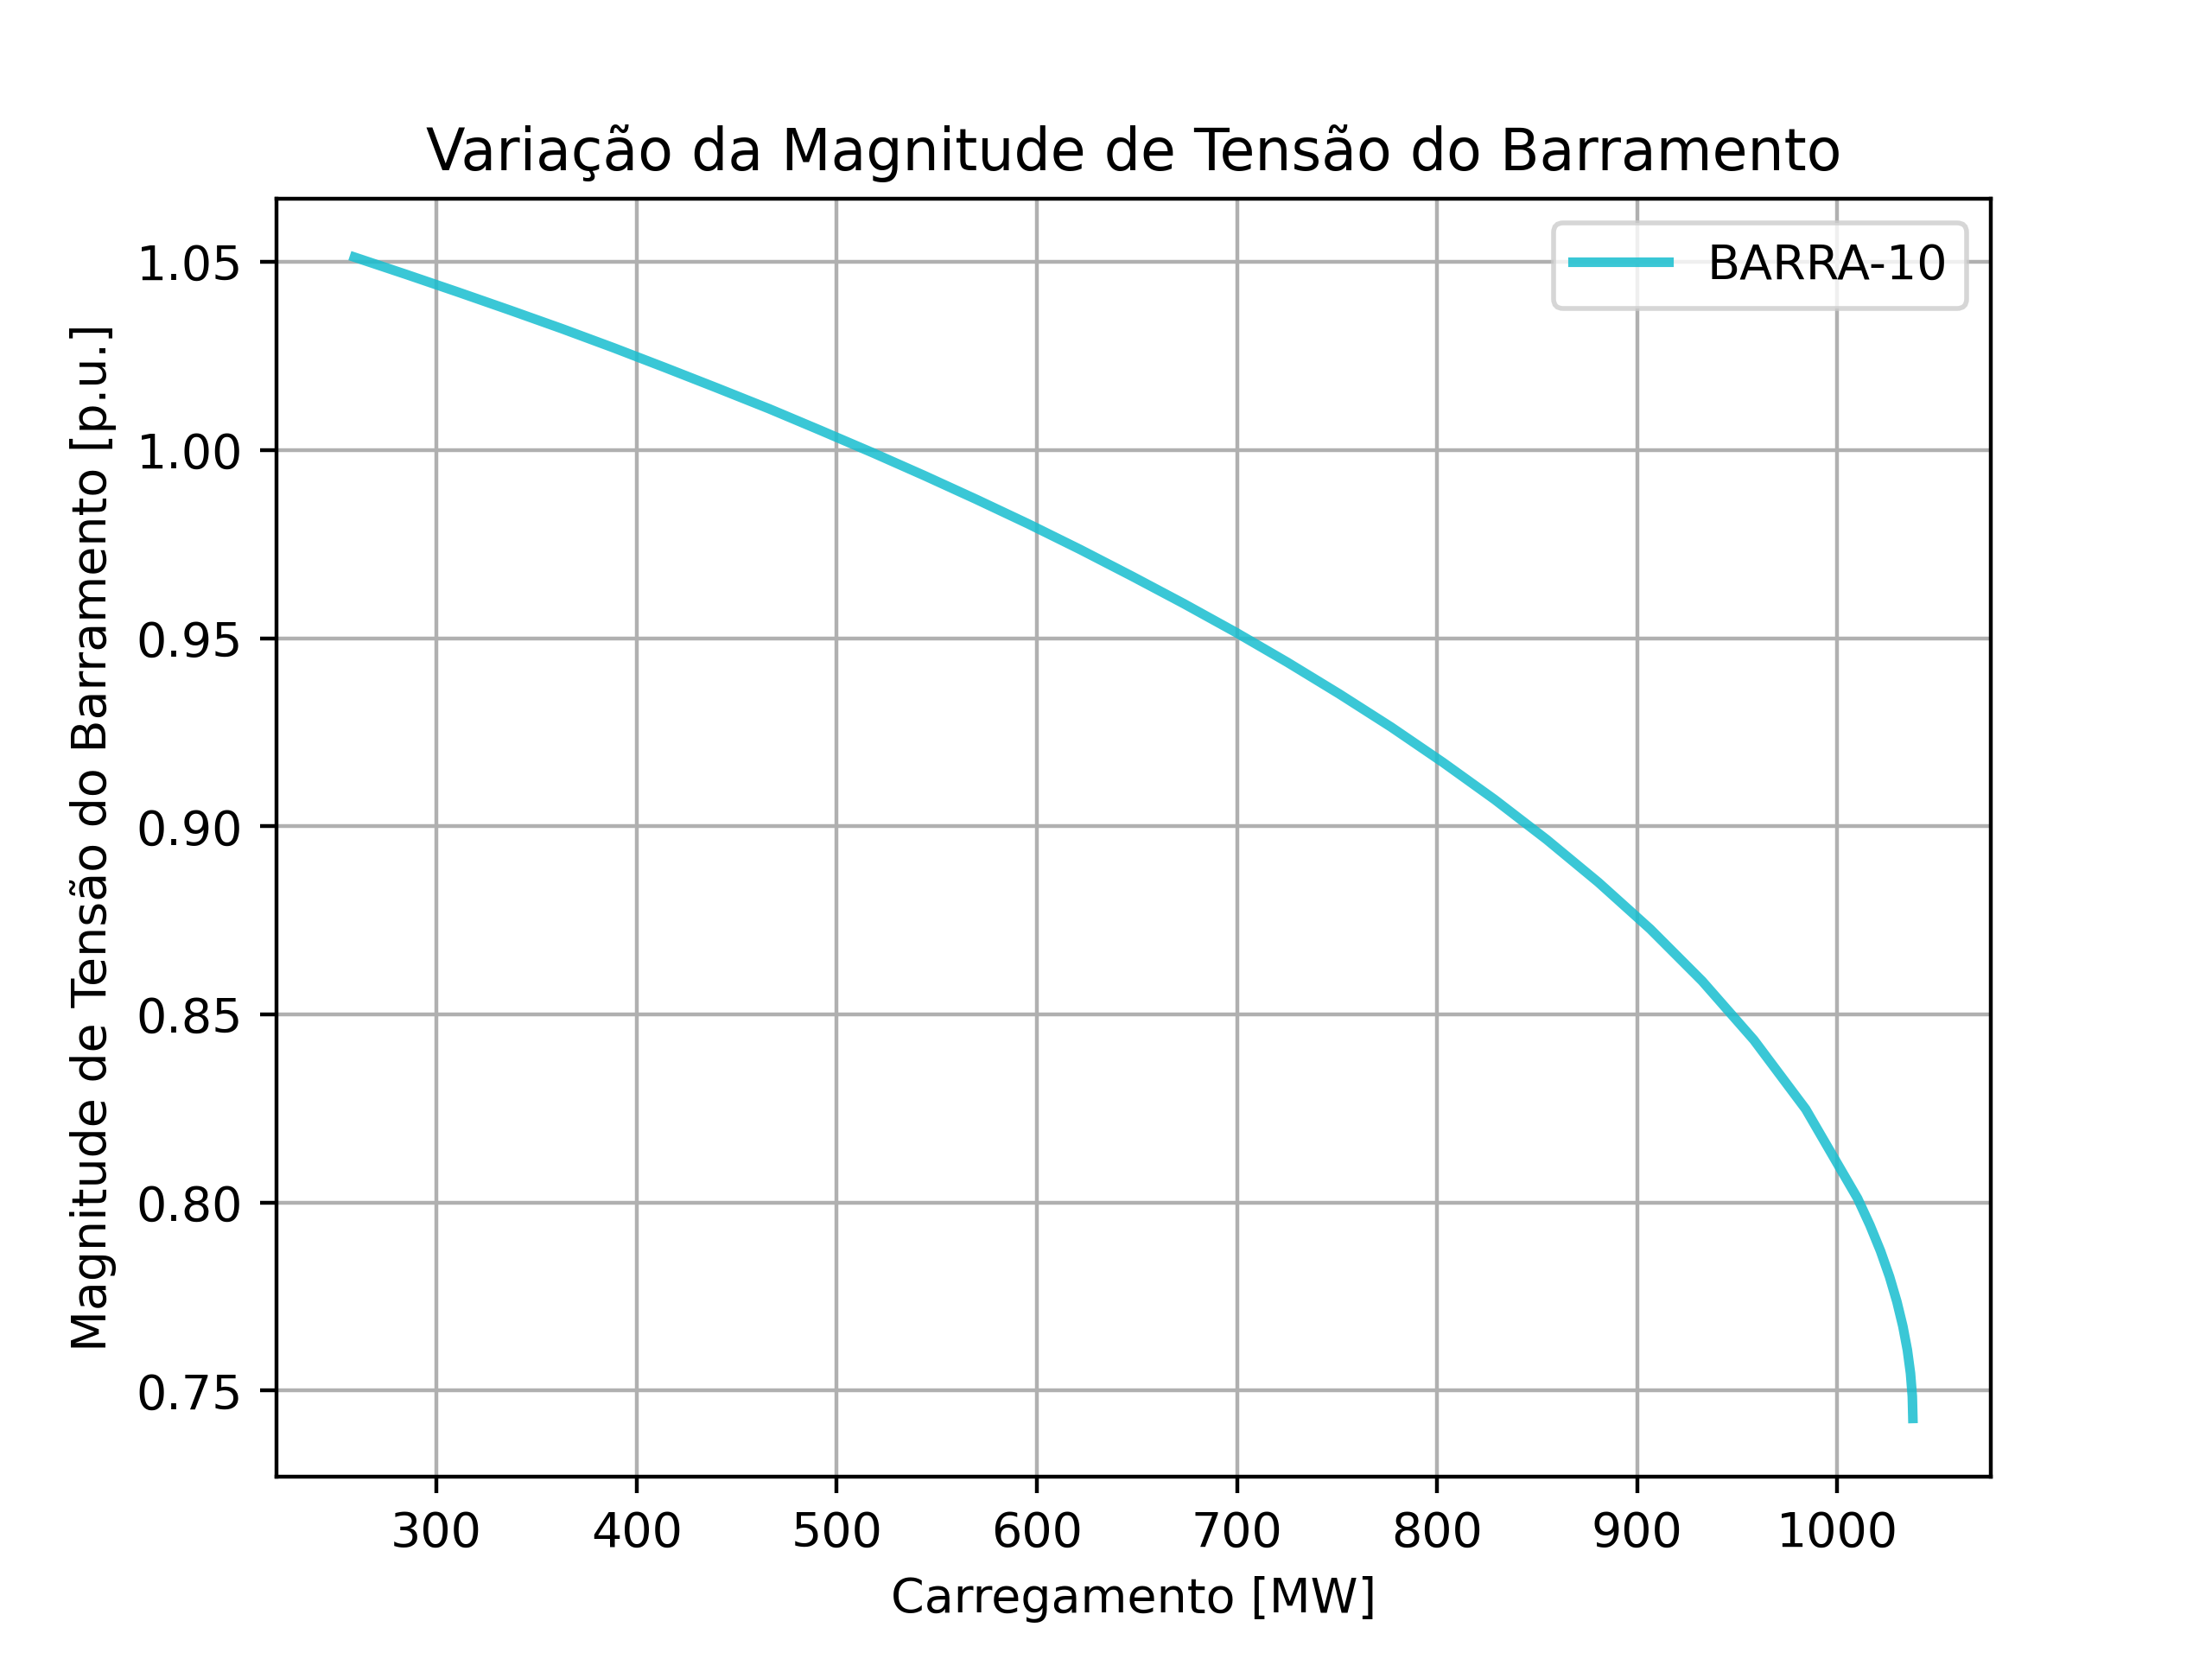 Variação da Magnitude de Tensão do Barramento
BARRA-10
Magnitude de Tensão do Barramento [p.u.]
1.05
1.00
0.95
0.90
0.85
0.80
0.75
300 400 500 600 700 800 900 1000
Carregamento [MW]